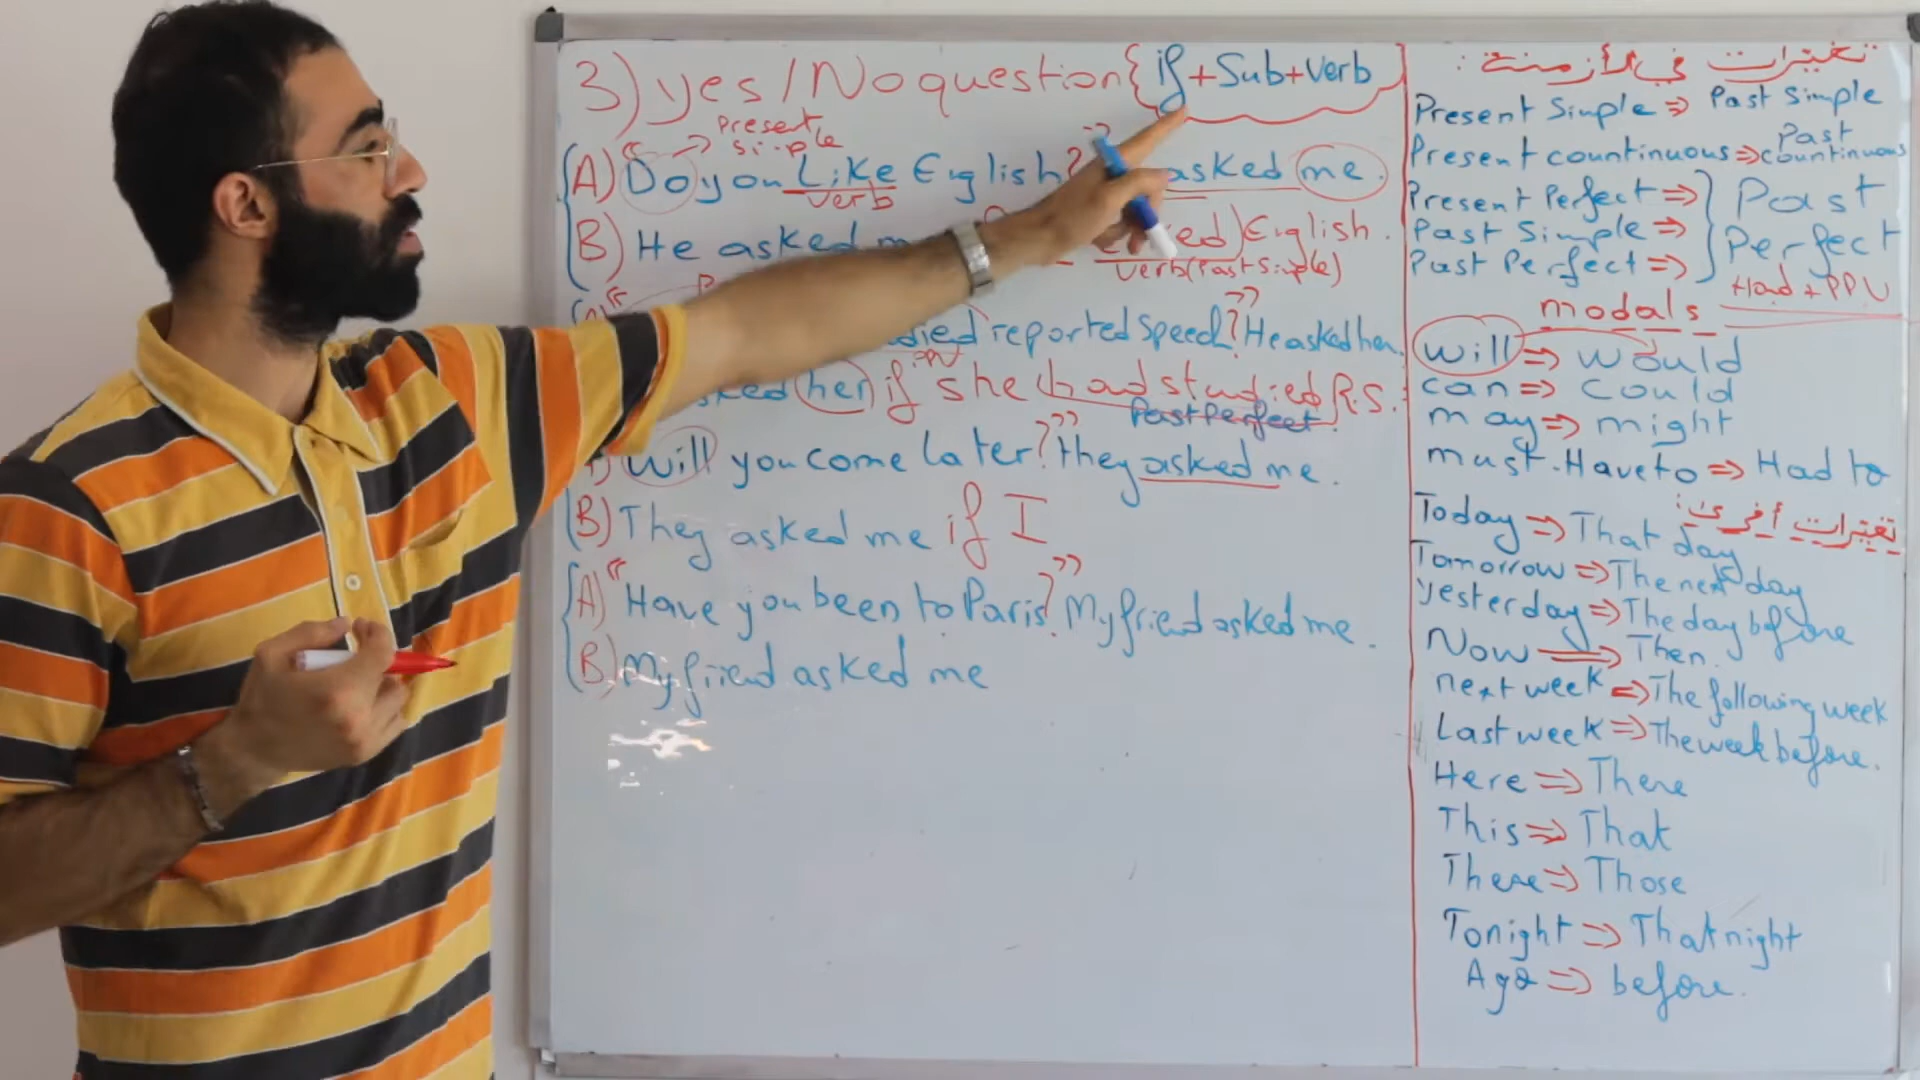 3) yes / No question {if + Sub + Verb}
Present
Simple
A) "Do you Like English?" asked me.
verb
B) He asked ed) English.
Verb (Past Simple)
reported Speech?" He asked her.
PPV
asked her if she (had studied) R.S.
Past Perfect.
Will you come later?" They asked me.
B) They asked me if I
A) "Have you been to Paris?" My friend asked me.
B) My friend asked me
تغيرات في الأزمنة :
Present Simple => Past Simple
Present countinuous => Past countinuous
Present Perfect =>
Past Simple =>
Past Perfect =>
Past Perfect
Had + PPV
modals
will => would
can => could
may => might
must. Have to => Had to
تغيرات أخرى :
Today => That day
Tomorrow => The next day
Yesterday => The day before
Now => Then.
next week => The following week
Last week => The week before.
Here => There
This => That
These => Those
Tonight => That night
Ago => before.